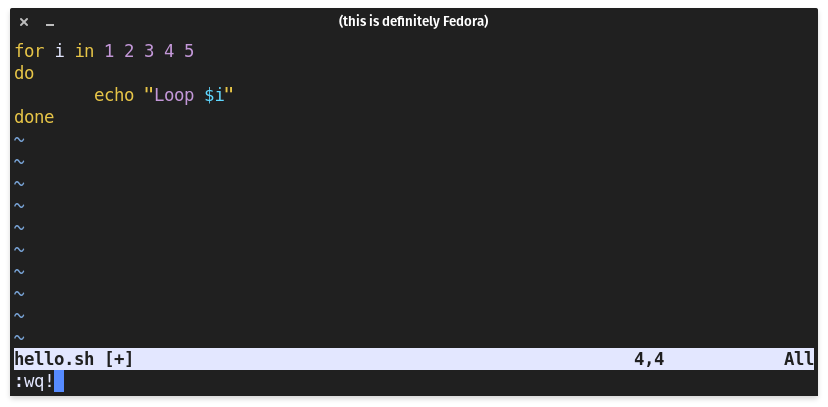 (this is definitely Fedora)
for i in 1 2 3 4 5
do
        echo "Loop $i"
done
~
~
~
~
~
~
~
~
~
~
hello.sh [+] 4,4 All
:wq!